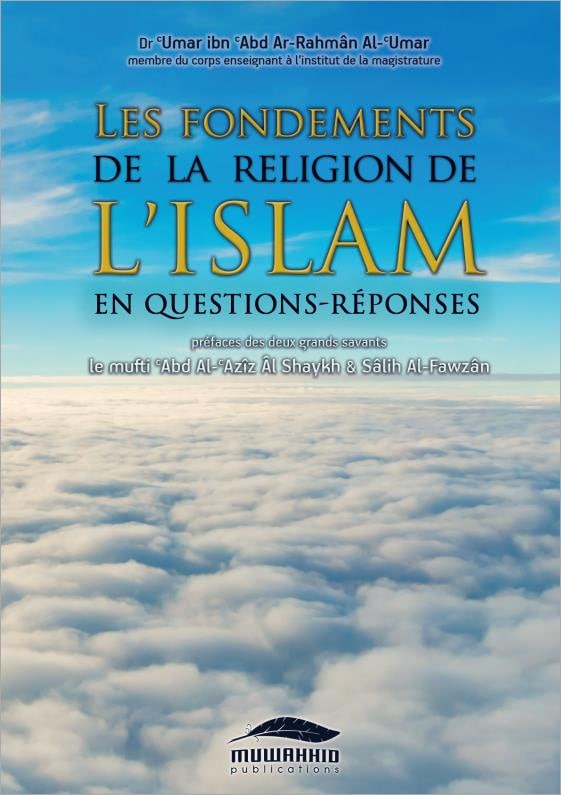 Dr ʿUmar ibn ʿAbd Ar-Rahmân Al-ʿUmar
membre du corps enseignant à l'institut de la magistrature
LES FONDEMENTS
DE LA RELIGION DE
L'ISLAM
EN QUESTIONS-RÉPONSES
préfaces des deux grands savants
le mufti ʿAbd Al-ʿAzîz Âl Shaykh & Sâlih Al-Fawzân
MUWAHHID
publications